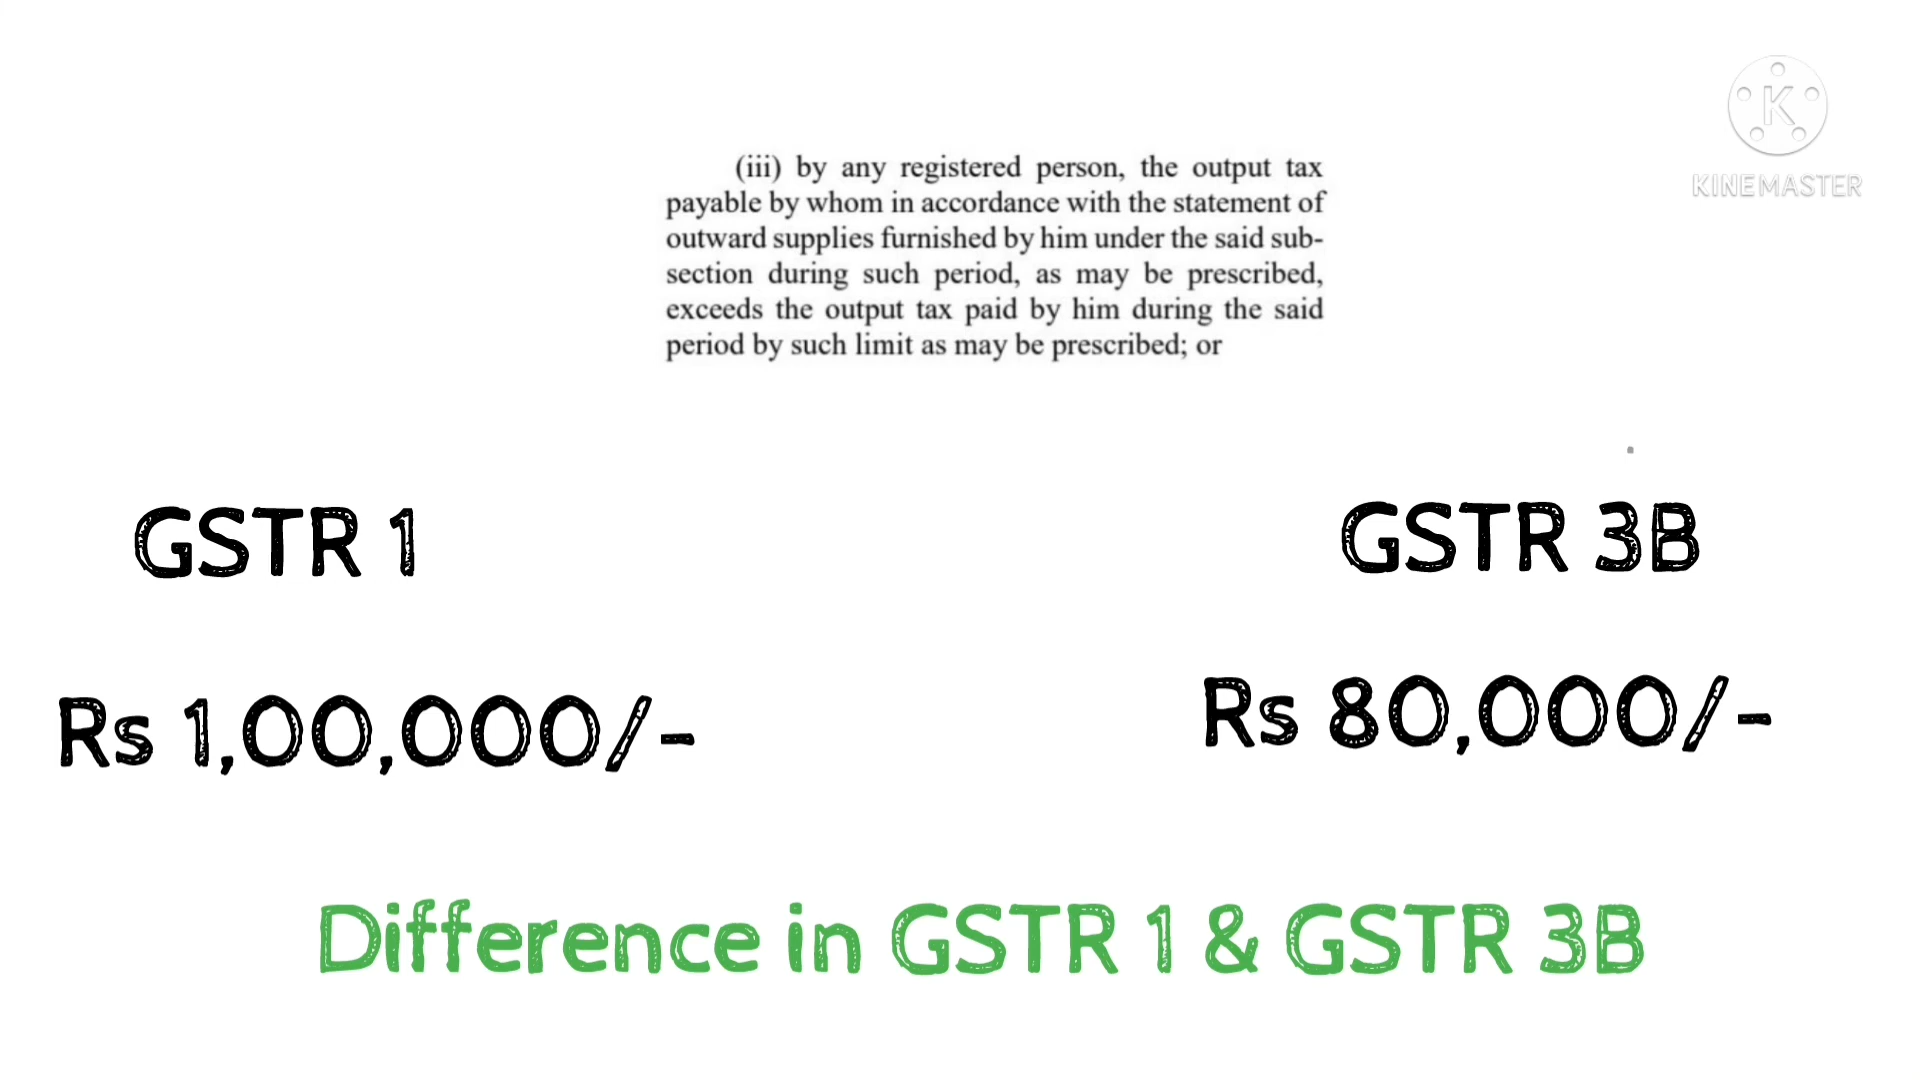 K
KINEMASTER
(iii) by any registered person, the output tax
payable by whom in accordance with the statement of
outward supplies furnished by him under the said sub-
section during such period, as may be prescribed,
exceeds the output tax paid by him during the said
period by such limit as may be prescribed; or
GSTR 1
GSTR 3B
Rs 1,00,000/-
Rs 80,000/-
Difference in GSTR 1 & GSTR 3B